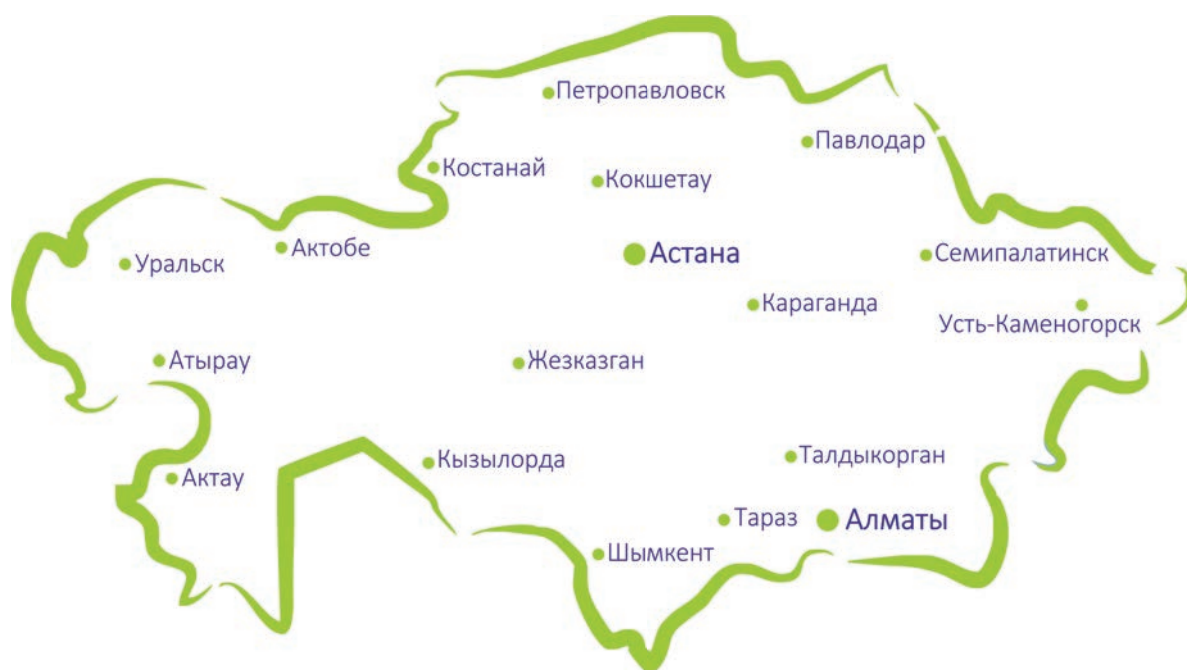 Петропавловск
Павлодар
Костанай
Кокшетау
Актобе
Астана
Семипалатинск
Уральск
Караганда
Усть-Каменогорск
Атырау
Жезказган
Талдыкорган
Кызылорда
Актау
Тараз
Алматы
Шымкент